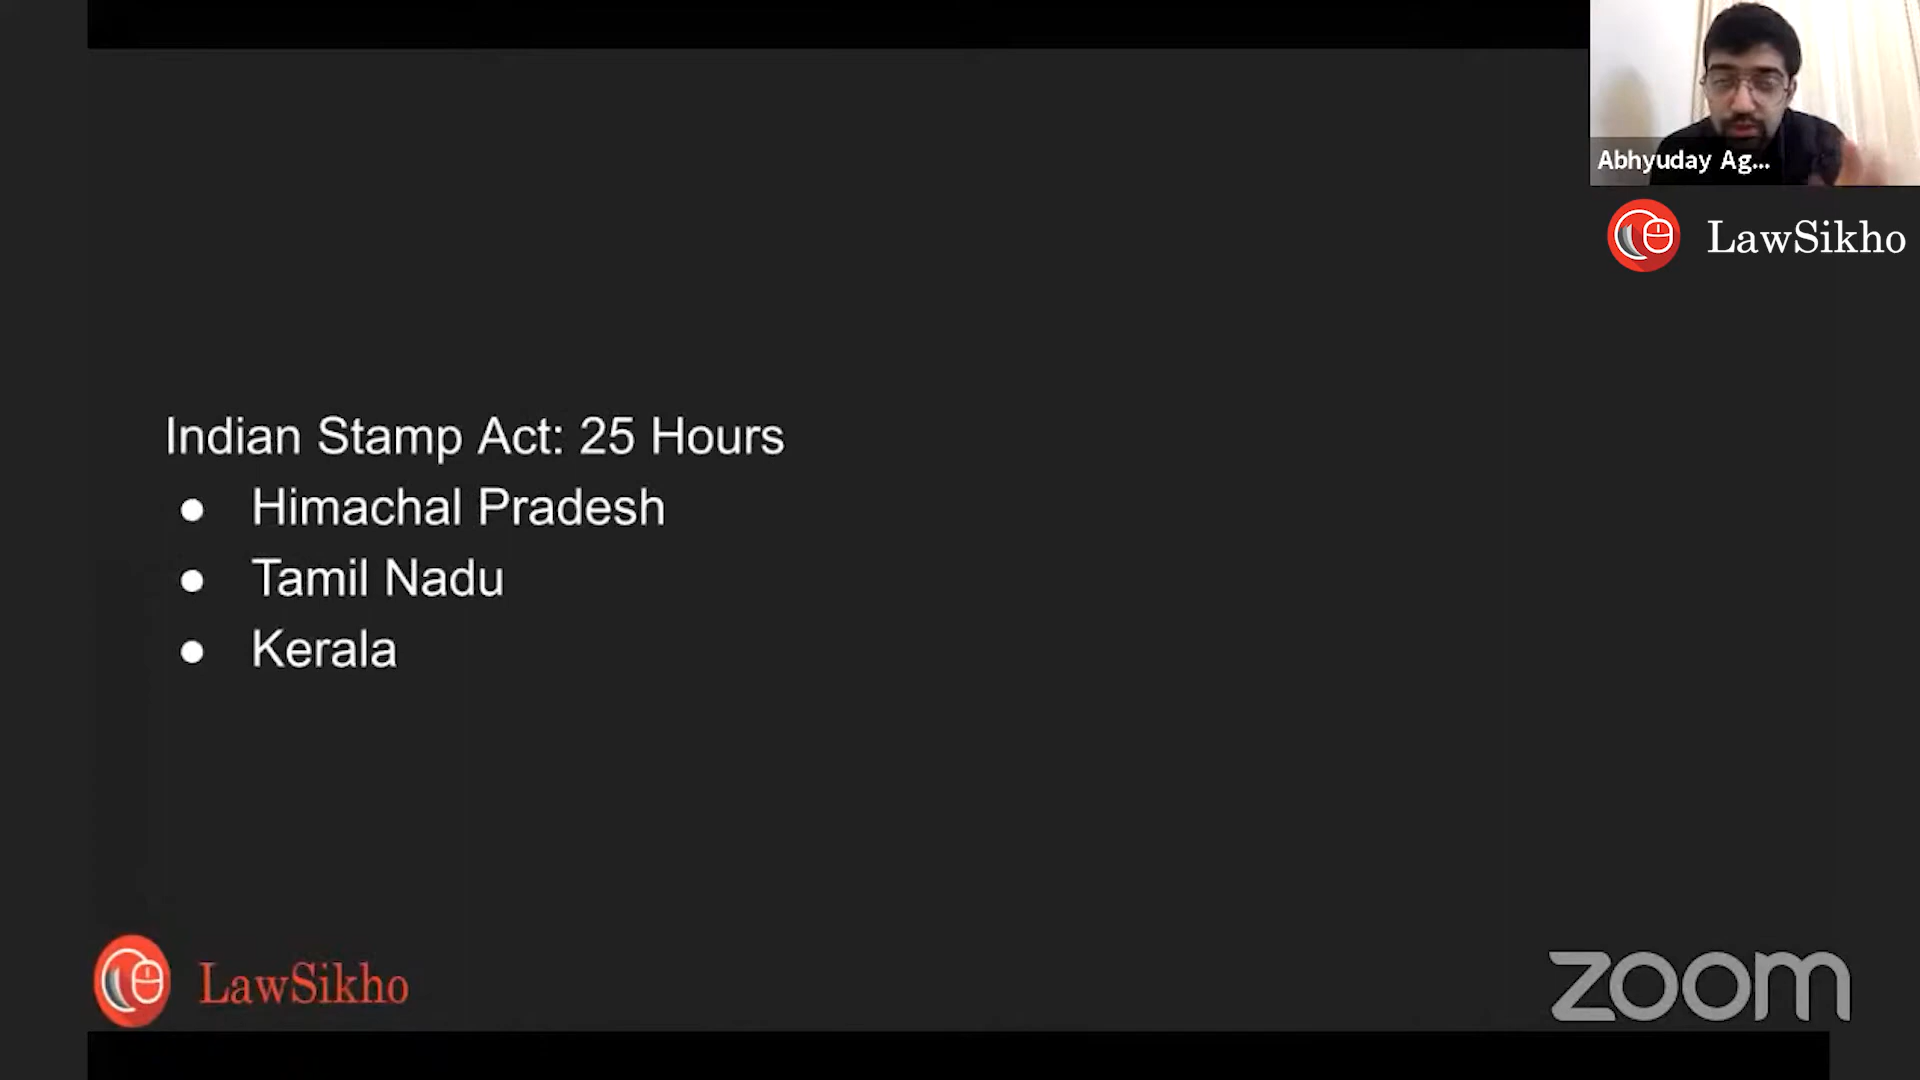 Abhyuday Ag...
LawSikho
Indian Stamp Act: 25 Hours
● Himachal Pradesh
● Tamil Nadu
● Kerala
LawSikho
zoom